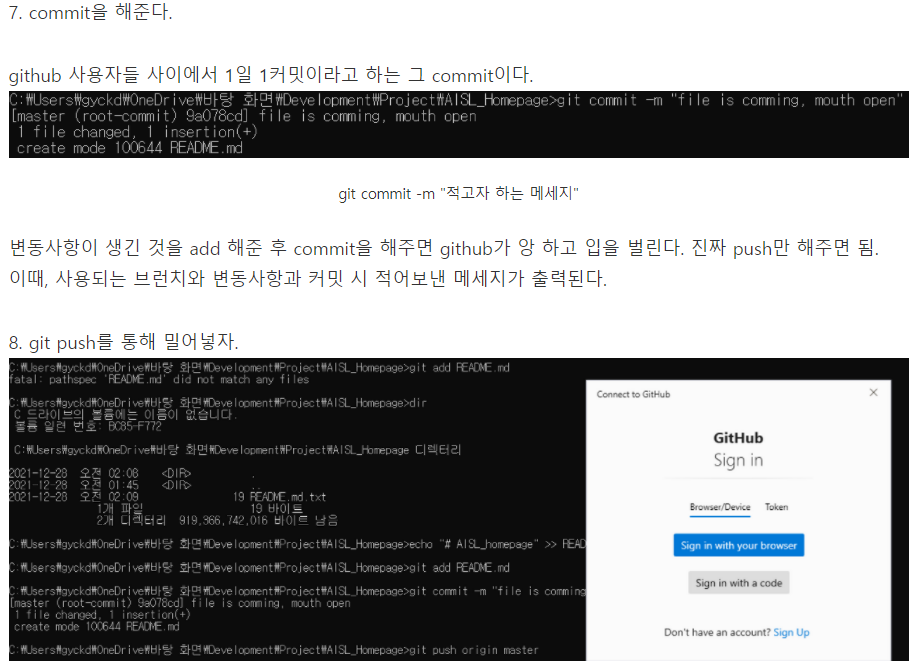 7. commit을 해준다.
github 사용자들 사이에서 1일 1커밋이라고 하는 그 commit이다.
C:₩Users₩gyckd₩OneDrive₩바탕 화면₩Development₩Project₩AISL_Homepage>git commit -m "file is comming, mouth open"
[master (root-commit) 9a078cd] file is comming, mouth open
1 file changed, 1 insertion(+)
create mode 100644 README.md
git commit -m "적고자 하는 메세지"
변동사항이 생긴 것을 add 해준 후 commit을 해주면 github가 앙 하고 입을 벌린다. 진짜 push만 해주면 됨.
이때, 사용되는 브런치와 변동사항과 커밋 시 적어보낸 메세지가 출력된다.
8. git push를 통해 밀어넣자.
C:₩Users₩gyckd₩OneDrive₩바탕 화면₩Development₩Project₩AISL_Homepage>git add README.md
fatal: pathspec 'README.md' did not match any files
C:₩Users₩gyckd₩OneDrive₩바탕 화면₩Development₩Project₩AISL_Homepage>dir
C 드라이브의 볼륨에는 이름이 없습니다.
볼륨 일련 번호: BC85-F772
C:₩Users₩gyckd₩OneDrive₩바탕 화면₩Development₩Project₩AISL_Homepage 디렉터리
2021-12-28 오전 02:08 <DIR> .
2021-12-28 오전 01:45 <DIR> ..
2021-12-28 오전 02:09 19 README.md.txt
1개 파일 19 바이트
2개 디렉터리 919,366,742,016 바이트 남음
C:₩Users₩gyckd₩OneDrive₩바탕 화면₩Development₩Project₩AISL_Homepage>echo "# AISL_homepage" >> READ
C:₩Users₩gyckd₩OneDrive₩바탕 화면₩Development₩Project₩AISL_Homepage>git add README.md
C:₩Users₩gyckd₩OneDrive₩바탕 화면₩Development₩Project₩AISL_Homepage>git commit -m "file is comming
[master (root-commit) 9a078cd] file is comming, mouth open
1 file changed, 1 insertion(+)
create mode 100644 README.md
C:₩Users₩gyckd₩OneDrive₩바탕 화면₩Development₩Project₩AISL_Homepage>git push origin master
Connect to GitHub
GitHub
Sign in
Browser/Device Token
Sign in with your browser
Sign in with a code
Don't have an account? Sign Up